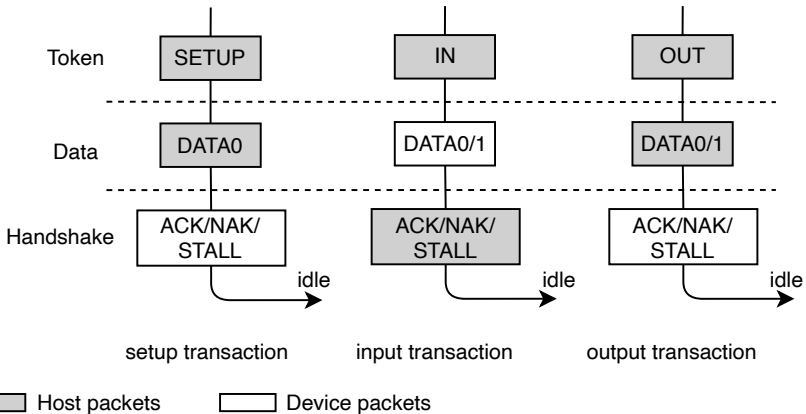 Token
SETUP
IN
OUT
Data
DATA0
DATA0/1
DATA0/1
Handshake
ACK/NAK/
STALL
ACK/NAK/
STALL
ACK/NAK/
STALL
idle
idle
idle
setup transaction
input transaction
output transaction
Host packets
Device packets